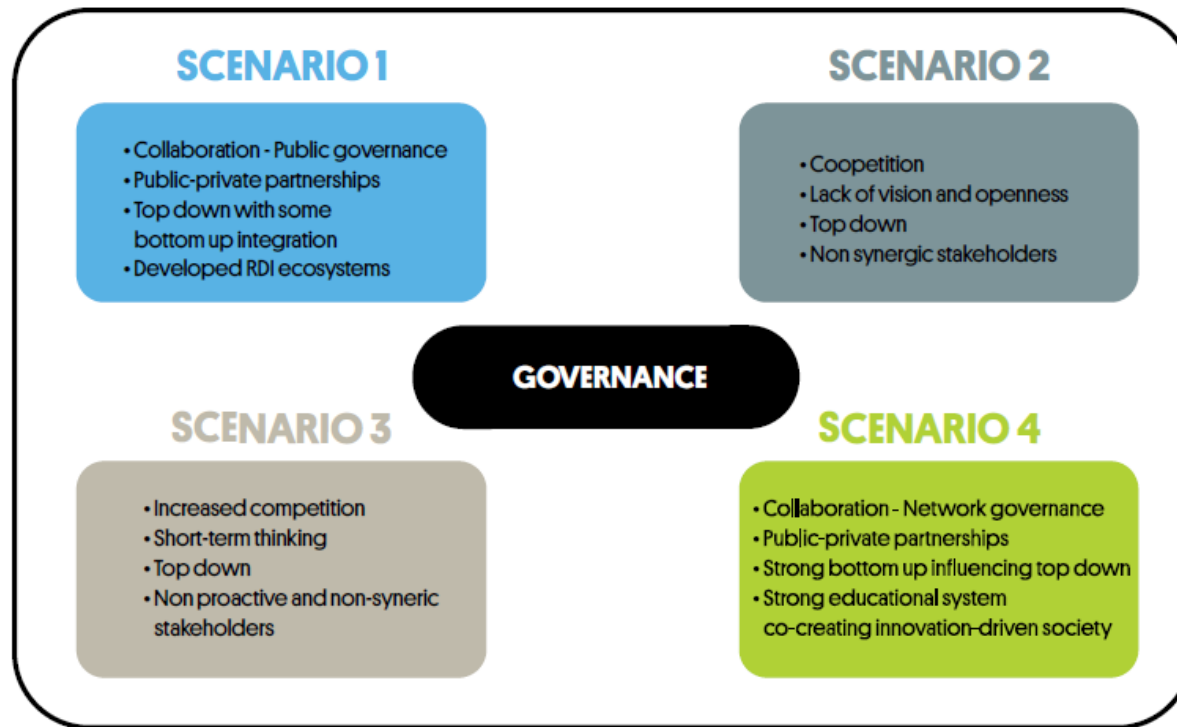 SCENARIO 1
• Collaboration - Public governance
• Public-private partnerships
• Top down with some
bottom up integration
• Developed RDI ecosystems
SCENARIO 2
• Coopetition
• Lack of vision and openness
• Top down
• Non synergic stakeholders
GOVERNANCE
SCENARIO 3
• Increased competition
• Short-term thinking
• Top down
• Non proactive and non-syneric
stakeholders
SCENARIO 4
• Collaboration - Network governance
• Public-private partnerships
• Strong bottom up influencing top down
• Strong educational system
co-creating innovation-driven society